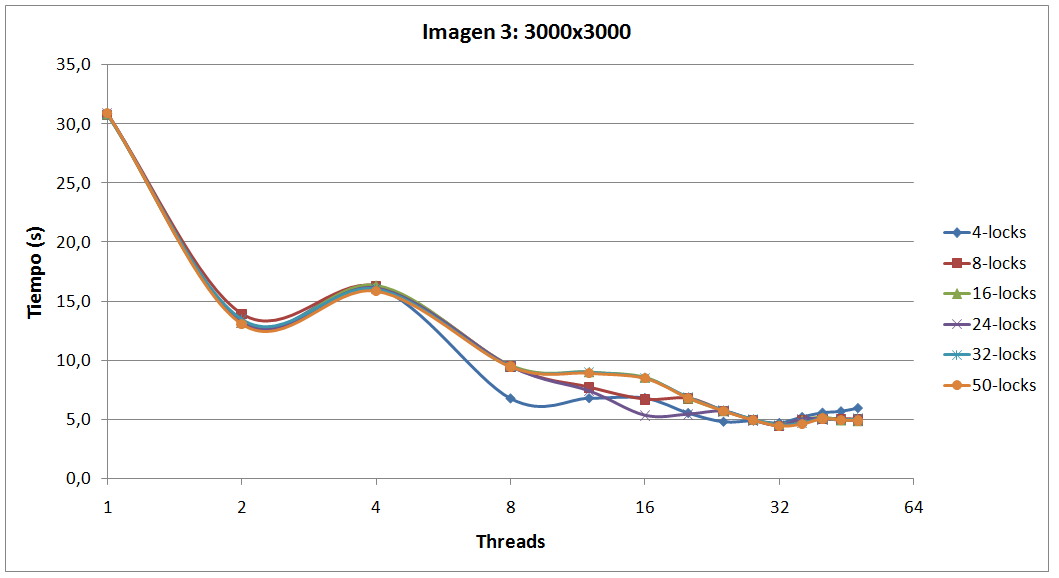 Imagen 3: 3000x3000
35,0
30,0
25,0
20,0
15,0
10,0
5,0
0,0
Tiempo (s)
1 2 4 8 16 32 64
Threads
4-locks
8-locks
16-locks
24-locks
32-locks
50-locks